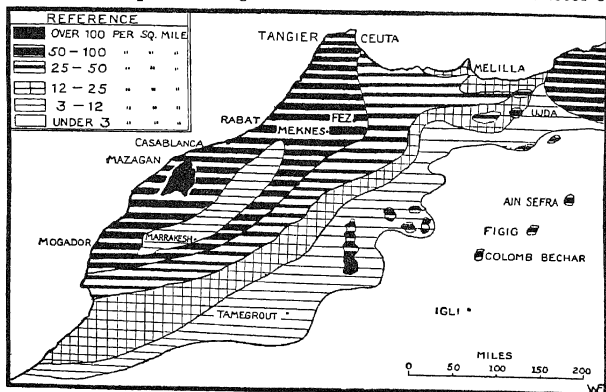 REFERENCE
OVER 100 PER SQ. MILE
50-100 " " "
25-50 " " "
12-25 " " "
3-12 " " "
UNDER 3 " " "
TANGIER
CEUTA
MELILLA
UJDA
RABAT
FEZ
MEKNES
CASABLANCA
MAZAGAN
AIN SEFRA
MOGADOR
MARRAKESH
FIGIG
COLOMB BECHAR
TAMEGROUT
IGLI
MILES
0 50 100 150 200